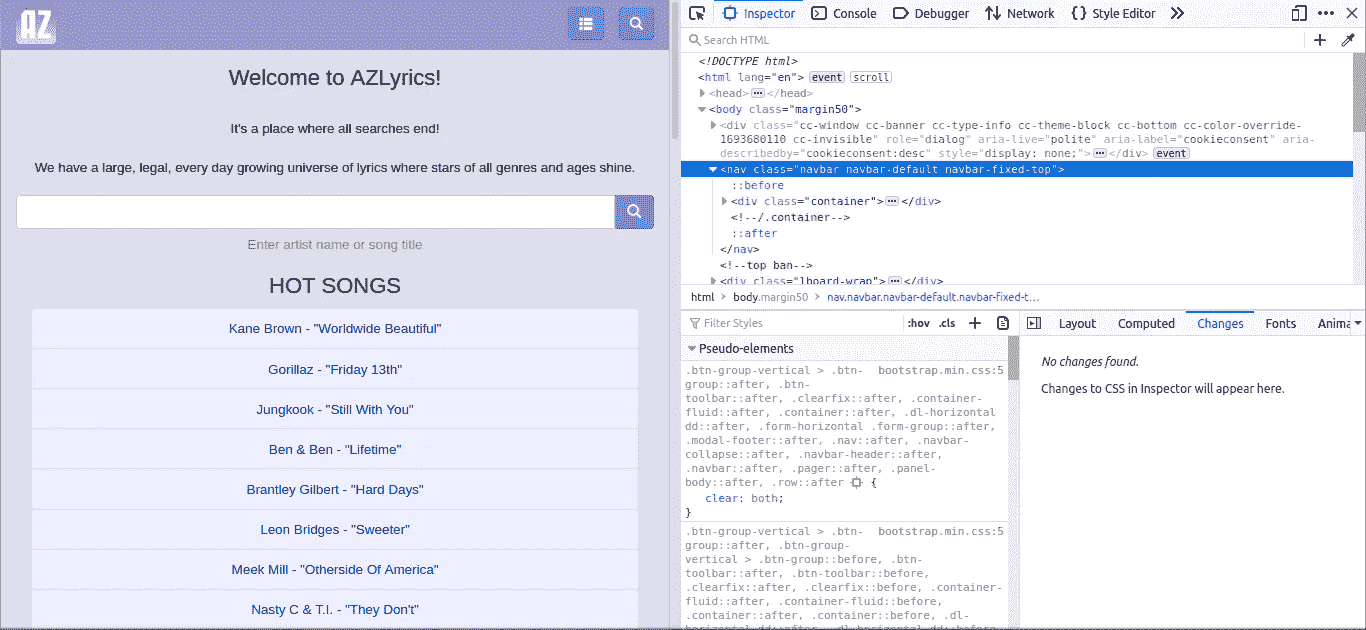 AZ
Welcome to AZLyrics!
It's a place where all searches end!
We have a large, legal, every day growing universe of lyrics where stars of all genres and ages shine.
Enter artist name or song title
HOT SONGS
Kane Brown - "Worldwide Beautiful"
Gorillaz - "Friday 13th"
Jungkook - "Still With You"
Ben & Ben - "Lifetime"
Brantley Gilbert - "Hard Days"
Leon Bridges - "Sweeter"
Meek Mill - "Otherside Of America"
Nasty C & T.I. - "They Don't"
Inspector Console Debugger Network {} Style Editor
Search HTML
<!DOCTYPE html>
<html lang="en"> event scroll
<head> ••• </head>
<body class="margin50">
<div class="cc-window cc-banner cc-type-info cc-theme-block cc-bottom cc-color-override-
1693680110 cc-invisible" role="dialog" aria-live="polite" aria-label="cookieconsent" aria-
describedby="cookieconsent:desc" style="display: none;"> ••• </div> event
<nav class="navbar navbar-default navbar-fixed-top">
::before
<div class="container"> ••• </div>
<!--/.container-->
::after
</nav>
<!--top ban-->
<div class="lboard-wrap"> ••• </div>
html > body.margin50 > nav.navbar.navbar-default.navbar-fixed-t…
Filter Styles :hov .cls +
Layout Computed Changes Fonts Anima
Pseudo-elements
.btn-group-vertical > .btn- bootstrap.min.css:5
group::after, .btn-
toolbar::after, .clearfix::after, .container-
fluid::after, .container::after, .dl-horizontal
dd::after, .form-horizontal .form-group::after,
.modal-footer::after, .nav::after, .navbar-
collapse::after, .navbar-header::after,
.navbar::after, .pager::after, .panel-
body::after, .row::after {
clear: both;
}
.btn-group-vertical > .btn- bootstrap.min.css:5
group::after, .btn-group-
vertical > .btn-group::before, .btn-
toolbar::after, .btn-toolbar::before,
.clearfix::after, .clearfix::before, .container-
fluid::after, .container-fluid::before,
.container::after, .container::before, .dl-
horizontal dd::after, .dl-horizontal dd::before,
No changes found.
Changes to CSS in Inspector will appear here.